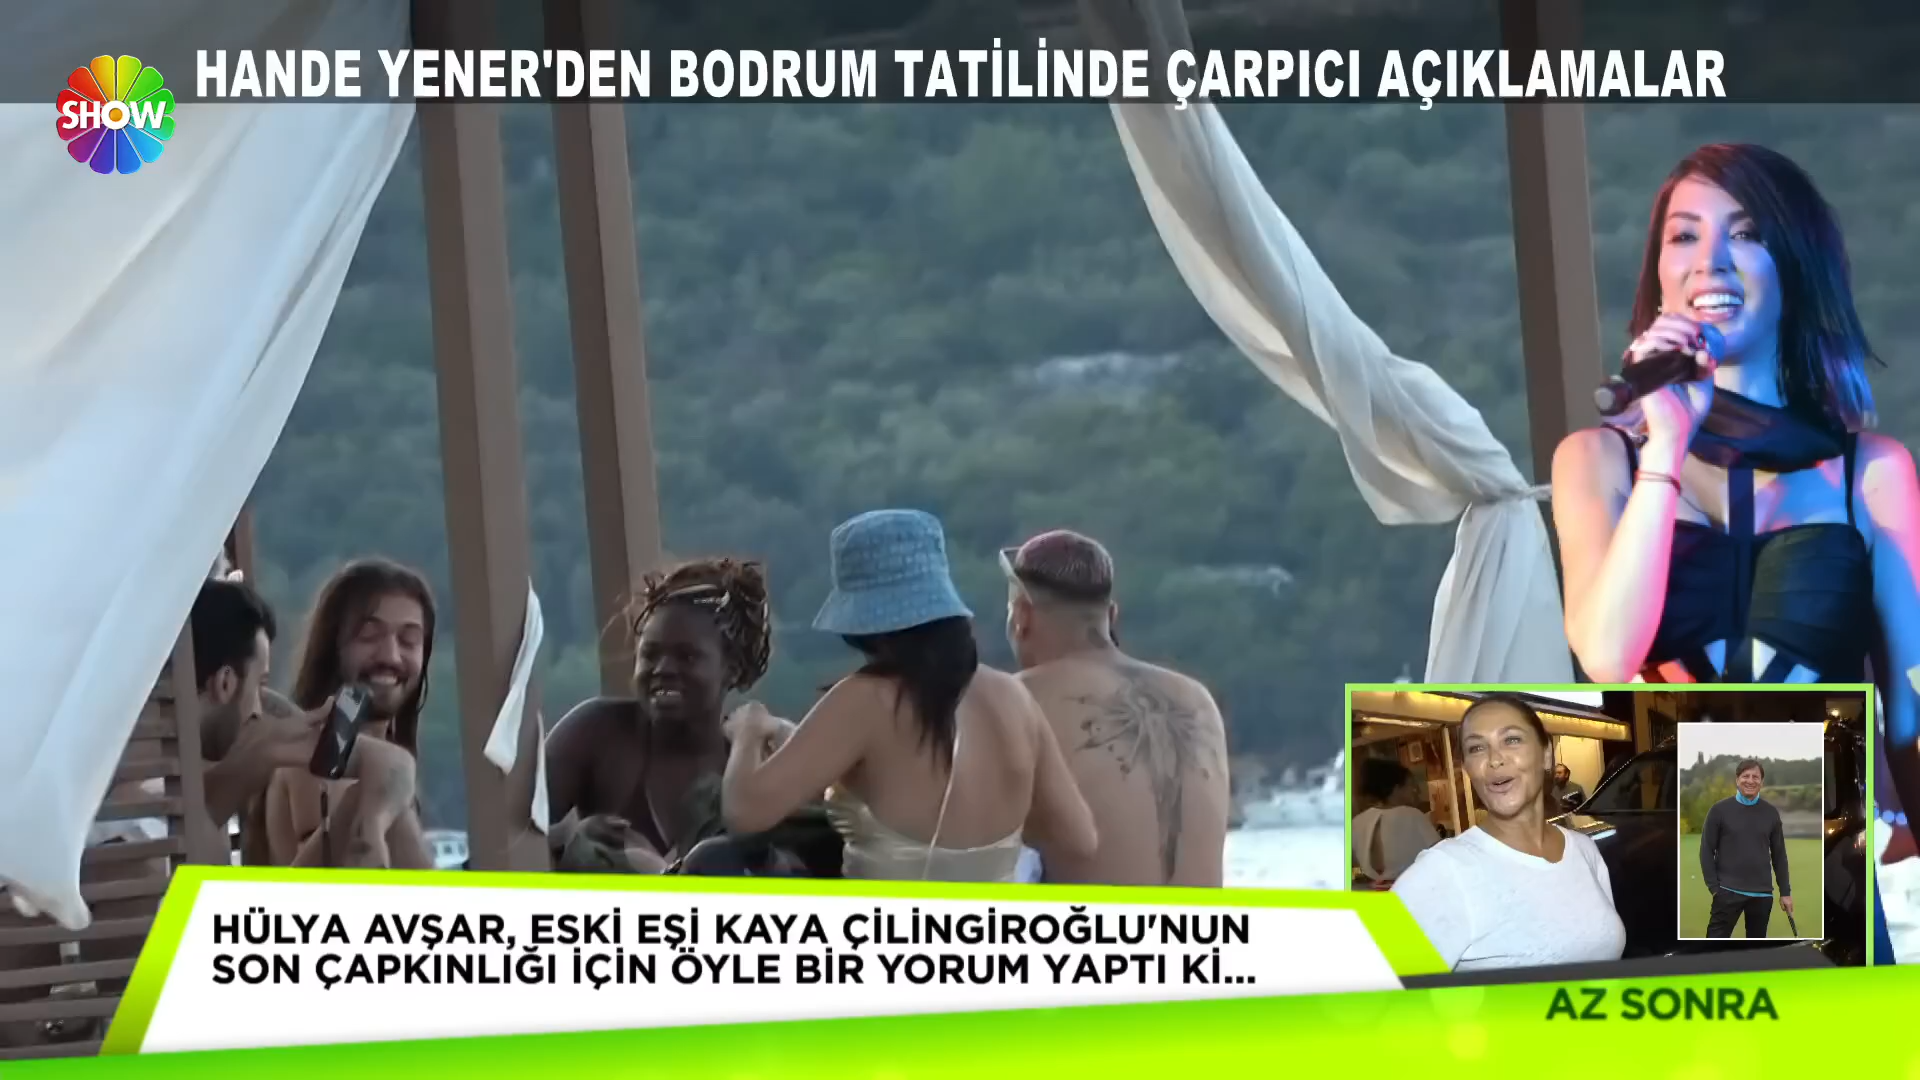 HANDE YENER'DEN BODRUM TATİLİNDE ÇARPICI AÇIKLAMALAR
SHOW
HÜLYA AVŞAR, ESKİ EŞİ KAYA ÇİLİNGİROĞLU'NUN
SON ÇAPKINLIĞI İÇİN ÖYLE BİR YORUM YAPTI Kİ...
AZ SONRA